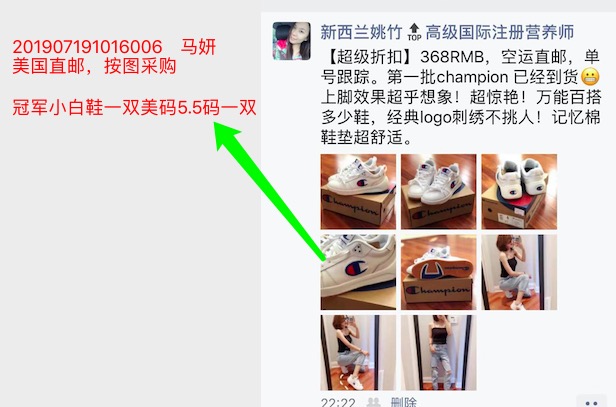 201907191016006 马妍
美国直邮，按图采购
冠军小白鞋一双美码5.5码一双
新西兰姚竹🔝高级国际注册营养师
【超级折扣】368RMB，空运直邮，单
号跟踪。第一批champion 已经到货😀
上脚效果超乎想象！超惊艳！万能百搭
多少鞋，经典logo刺绣不挑人！记忆棉
鞋垫超舒适。
Champion
Champion
Champion
Champion
22:22 删除